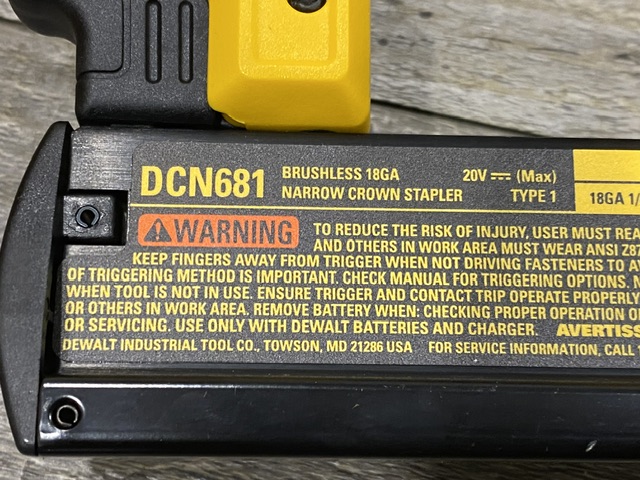 DCN681 BRUSHLESS 18GA 20V (Max)
NARROW CROWN STAPLER TYPE 1 18GA 1/
WARNING TO REDUCE THE RISK OF INJURY, USER MUST REA
AND OTHERS IN WORK AREA MUST WEAR ANSI Z87
KEEP FINGERS AWAY FROM TRIGGER WHEN NOT DRIVING FASTENERS TO A
OF TRIGGERING METHOD IS IMPORTANT. CHECK MANUAL FOR TRIGGERING OPTIONS. N
WHEN TOOL IS NOT IN USE. ENSURE TRIGGER AND CONTACT TRIP OPERATE PROPERLY
OR OTHERS IN WORK AREA. REMOVE BATTERY WHEN: CHECKING PROPER OPERATION O
OR SERVICING. USE ONLY WITH DEWALT BATTERIES AND CHARGER. AVERTISS
DEWALT INDUSTRIAL TOOL CO., TOWSON, MD 21286 USA FOR SERVICE INFORMATION, CALL